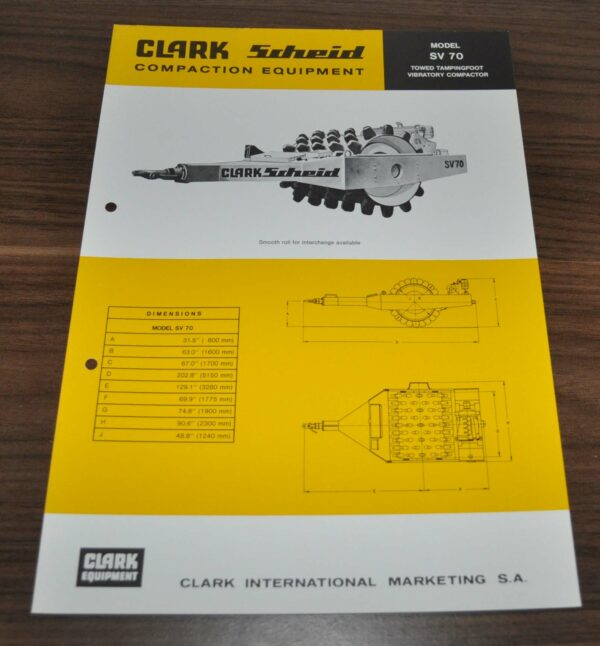 CLARK Scheid
COMPACTION EQUIPMENT
MODEL
SV 70
TOWED TAMPINGFOOT
VIBRATORY COMPACTOR
CLARK Scheid
SV70
Smooth roll for interchange available
DIMENSIONS
MODEL SV 70
A 31.5" ( 800 mm)
B 63.0" (1600 mm)
C 67.0" (1700 mm)
D 202.8" (5150 mm)
E 129.1" (3280 mm)
F 69.9" (1775 mm)
G 74.8" (1900 mm)
H 90.6" (2300 mm)
J 48.8" (1240 mm)
CLARK
EQUIPMENT
CLARK INTERNATIONAL MARKETING S.A.